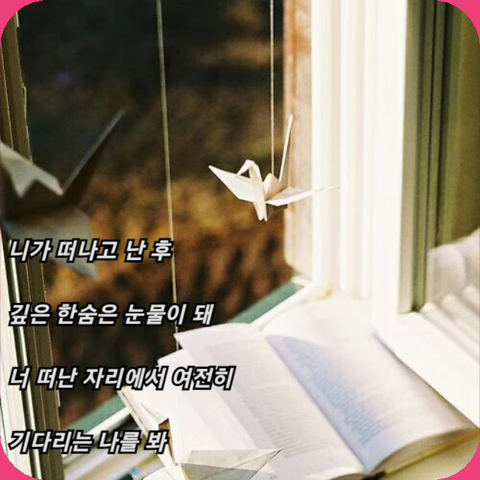 니가 떠나고 난 후
깊은 한숨은 눈물이 돼
너 떠난 자리에서 여전히
기다리는 나를 봐